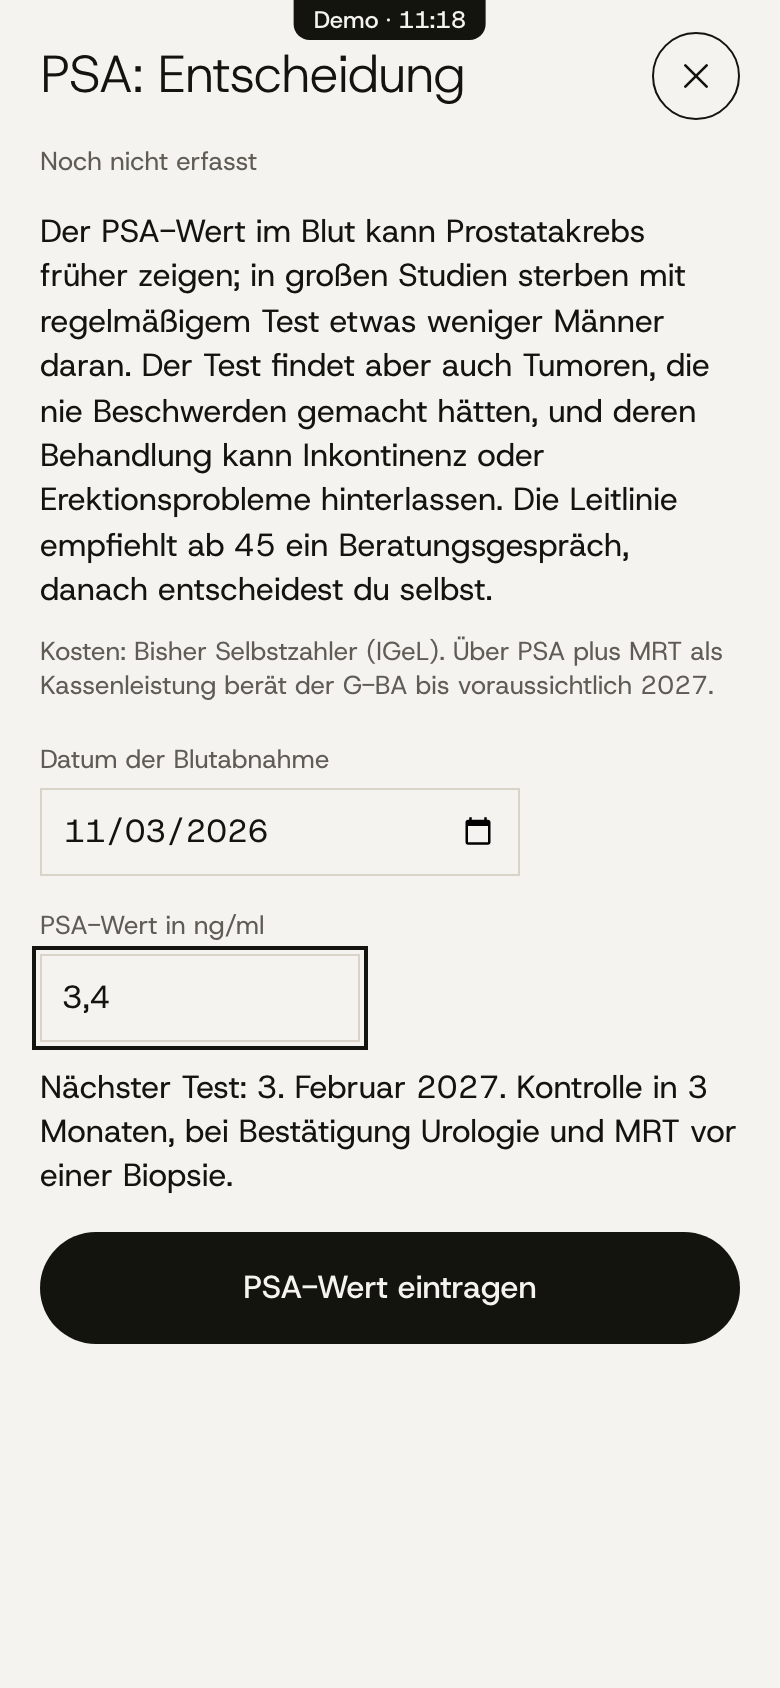 Demo · 11:18
PSA: Entscheidung
Noch nicht erfasst
Der PSA-Wert im Blut kann Prostatakrebs
früher zeigen; in großen Studien sterben mit
regelmäßigem Test etwas weniger Männer
daran. Der Test findet aber auch Tumoren, die
nie Beschwerden gemacht hätten, und deren
Behandlung kann Inkontinenz oder
Erektionsprobleme hinterlassen. Die Leitlinie
empfiehlt ab 45 ein Beratungsgespräch,
danach entscheidest du selbst.
Kosten: Bisher Selbstzahler (IGeL). Über PSA plus MRT als
Kassenleistung berät der G-BA bis voraussichtlich 2027.
Datum der Blutabnahme
11/03/2026
PSA-Wert in ng/ml
3,4
Nächster Test: 3. Februar 2027. Kontrolle in 3
Monaten, bei Bestätigung Urologie und MRT vor
einer Biopsie.
PSA-Wert eintragen